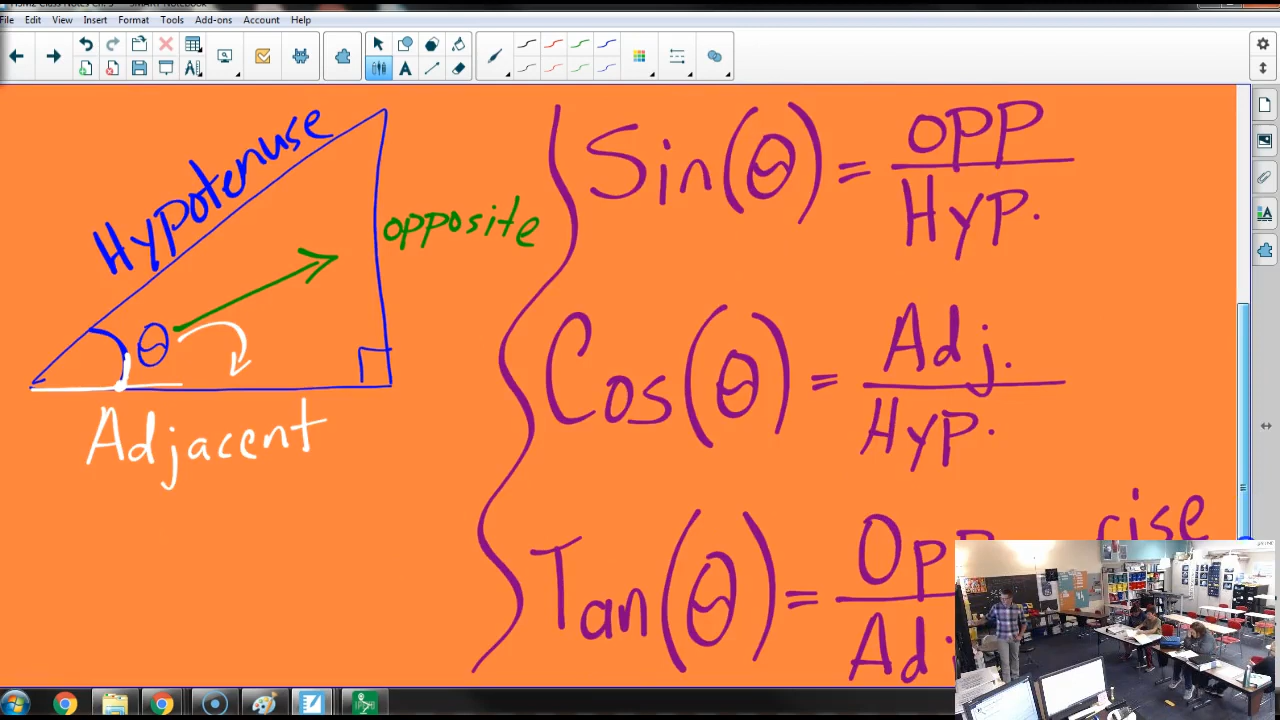 File Edit View Insert Format Tools Add-ons Account Help
Hypotenuse
opposite
θ
Adjacent
Sin(θ) = opp
Hyp.
Cos(θ) = Adj.
Hyp.
rise
Tan(θ) = Opp
Adj